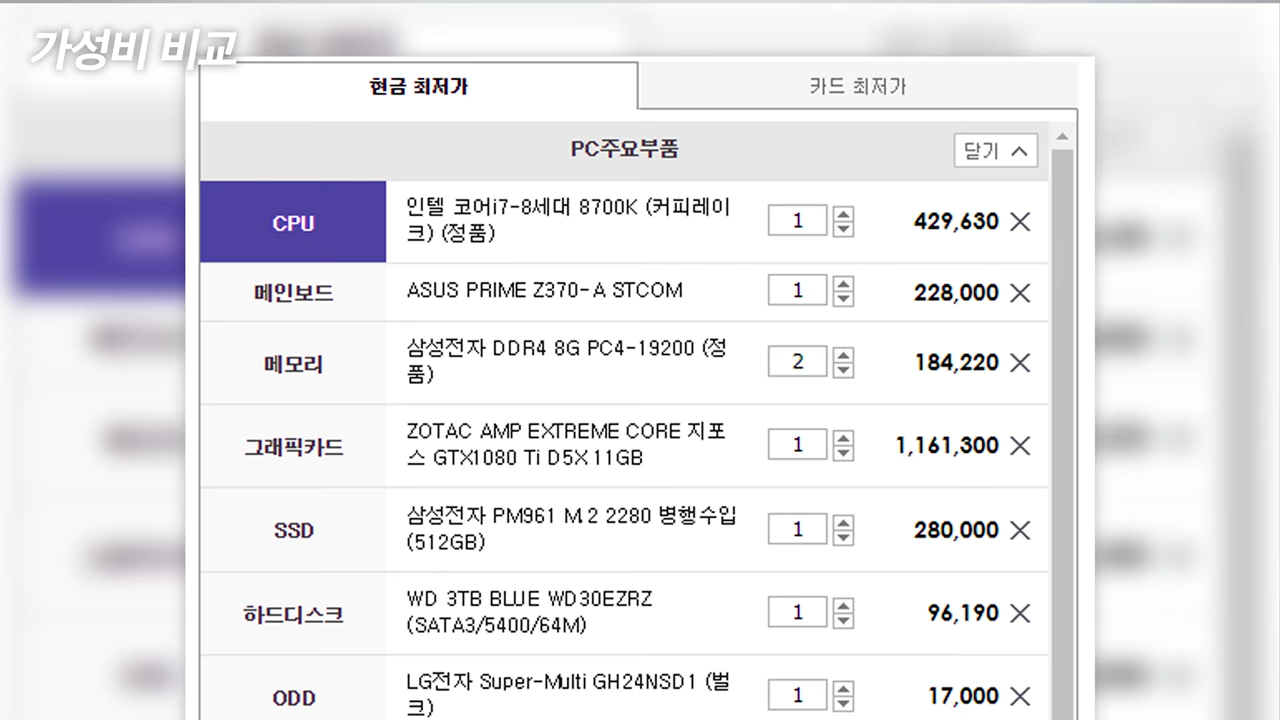 가성비 비교
현금 최저가
카드 최저가
PC주요부품
닫기
CPU
인텔 코어i7-8세대 8700K (커피레이
크) (정품)
1
429,630
메인보드
ASUS PRIME Z370-A STCOM
1
228,000
메모리
삼성전자 DDR4 8G PC4-19200 (정
품)
2
184,220
그래픽카드
ZOTAC AMP EXTREME CORE 지포
스 GTX1080 Ti D5X 11GB
1
1,161,300
SSD
삼성전자 PM961 M.2 2280 병행수입
(512GB)
1
280,000
하드디스크
WD 3TB BLUE WD30EZRZ
(SATA3/5400/64M)
1
96,190
ODD
LG전자 Super-Multi GH24NSD1 (벌
크)
1
17,000